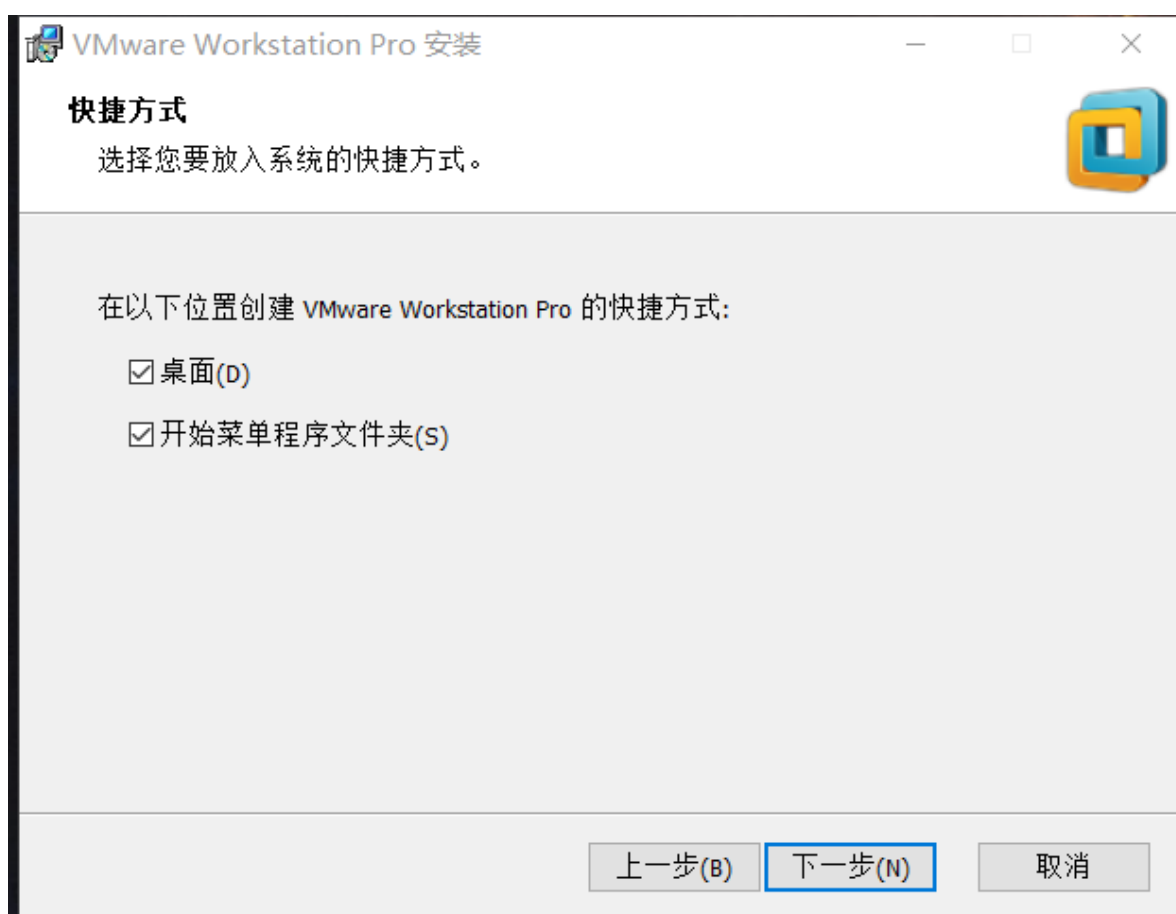 VMware Workstation Pro 安装
快捷方式
选择您要放入系统的快捷方式。
在以下位置创建 VMware Workstation Pro 的快捷方式:
桌面(D)
开始菜单程序文件夹(S)
上一步(B) 下一步(N) 取消